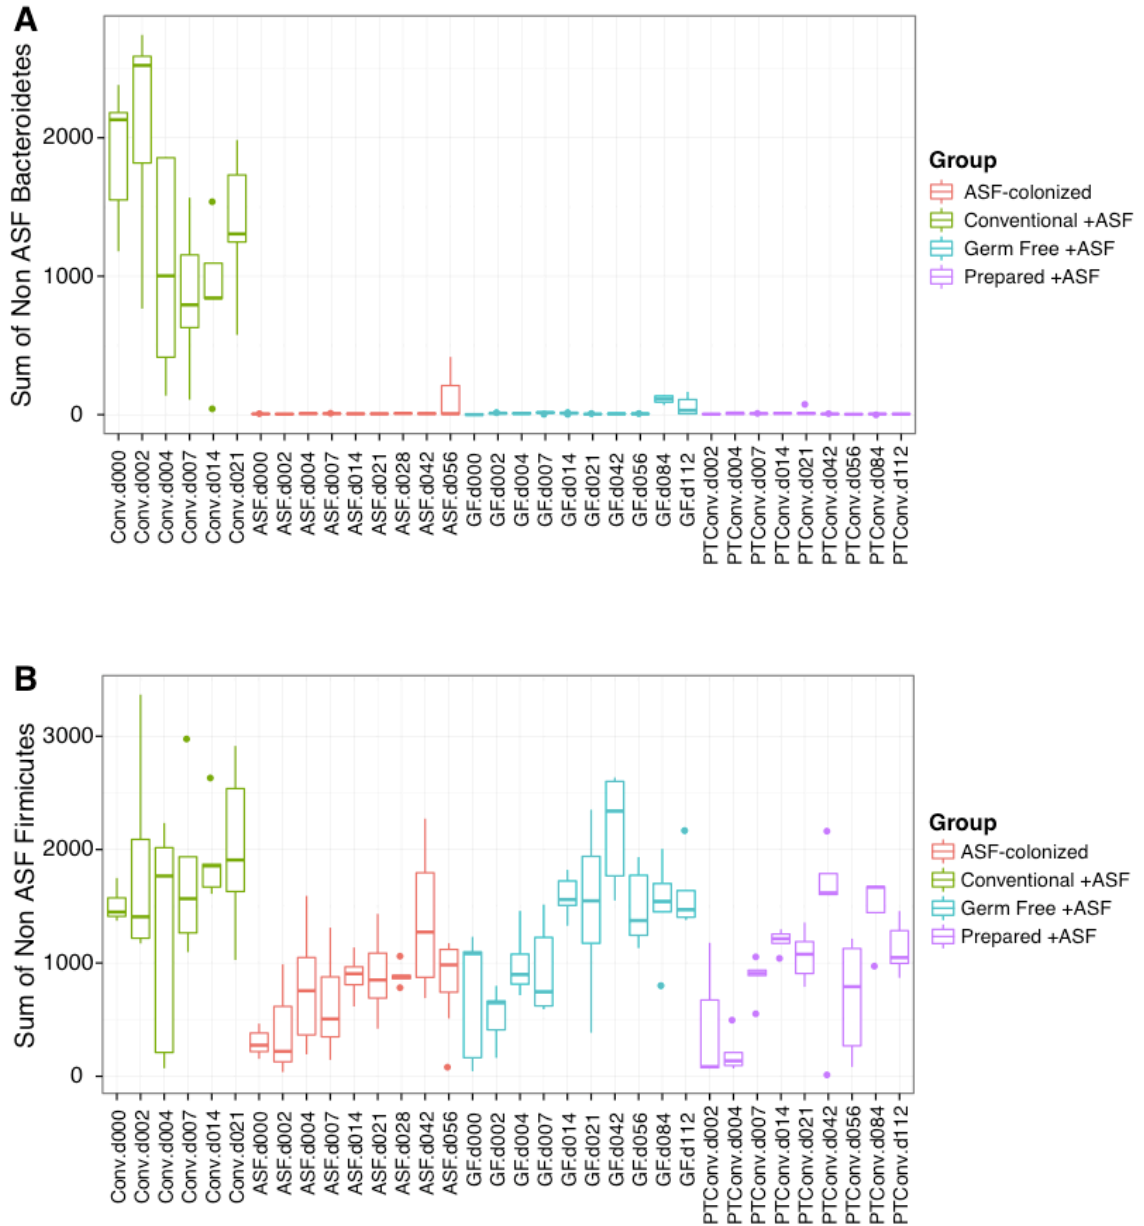 A
Sum of Non ASF Bacteroidetes
2000
1000
0
Conv.d000
Conv.d002
Conv.d004
Conv.d007
Conv.d014
Conv.d021
ASF.d000
ASF.d002
ASF.d004
ASF.d007
ASF.d014
ASF.d021
ASF.d028
ASF.d042
ASF.d056
GF.d000
GF.d002
GF.d004
GF.d007
GF.d014
GF.d021
GF.d042
GF.d056
GF.d084
GF.d112
PTConv.d002
PTConv.d004
PTConv.d007
PTConv.d014
PTConv.d021
PTConv.d042
PTConv.d056
PTConv.d084
PTConv.d112
Group
ASF-colonized
Conventional +ASF
Germ Free +ASF
Prepared +ASF
B
Sum of Non ASF Firmicutes
3000
2000
1000
0
Conv.d000
Conv.d002
Conv.d004
Conv.d007
Conv.d014
Conv.d021
ASF.d000
ASF.d002
ASF.d004
ASF.d007
ASF.d014
ASF.d021
ASF.d028
ASF.d042
ASF.d056
GF.d000
GF.d002
GF.d004
GF.d007
GF.d014
GF.d021
GF.d042
GF.d056
GF.d084
GF.d112
PTConv.d002
PTConv.d004
PTConv.d007
PTConv.d014
PTConv.d021
PTConv.d042
PTConv.d056
PTConv.d084
PTConv.d112
Group
ASF-colonized
Conventional +ASF
Germ Free +ASF
Prepared +ASF